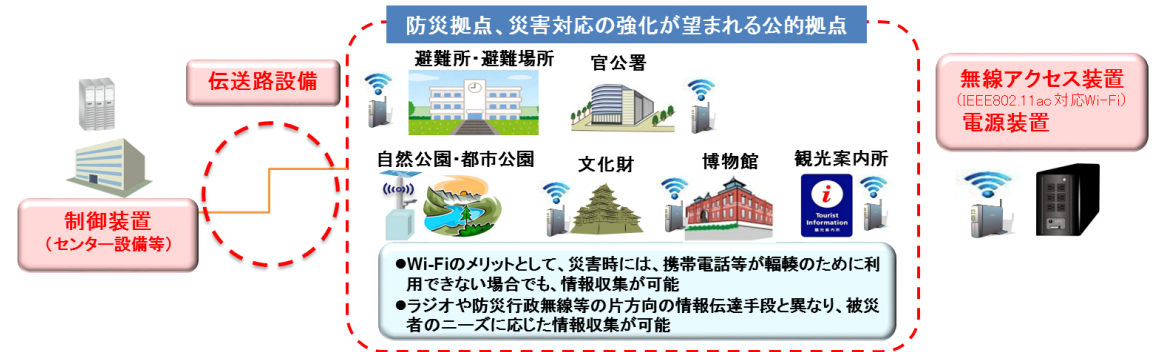 防災拠点、災害対応の強化が望まれる公的拠点
伝送路設備
避難所・避難場所
官公署
無線アクセス装置
(IEEE802.11ac対応Wi-Fi)
電源装置
自然公園・都市公園
文化財
博物館
観光案内所
i
Tourist
Information
観光案内所
制御装置
(センター設備等)
●Wi-Fiのメリットとして、災害時には、携帯電話等が輻輳のために利
用できない場合でも、情報収集が可能
●ラジオや防災行政無線等の片方向の情報伝達手段と異なり、被災
者のニーズに応じた情報収集が可能